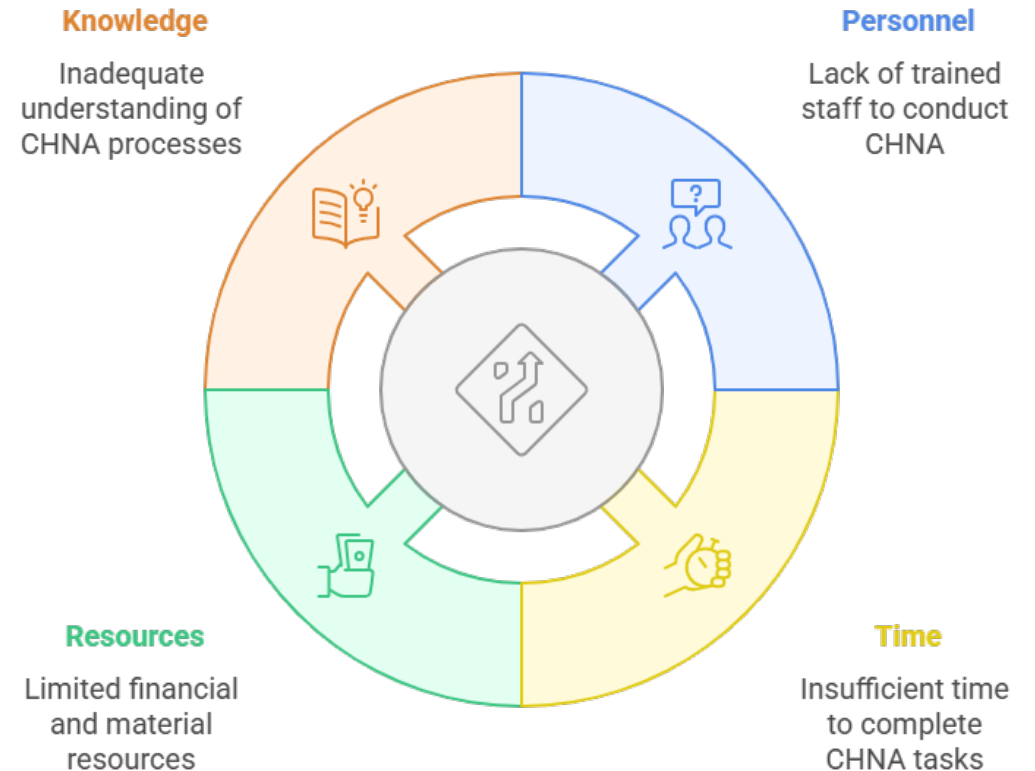 Knowledge
Inadequate
understanding of
CHNA processes
Personnel
Lack of trained
staff to conduct
CHNA
?
Resources
Limited financial
and material
resources
Time
Insufficient time
to complete
CHNA tasks